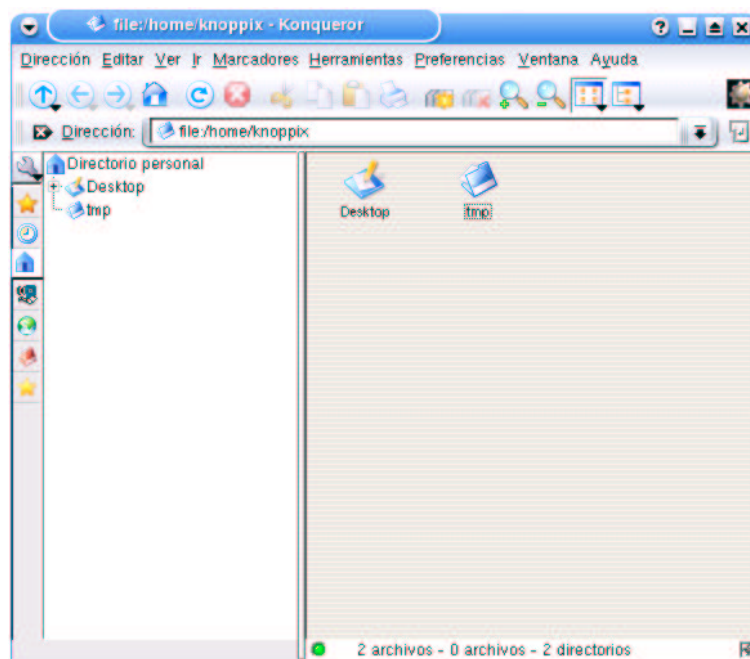 file:/home/knoppix - Konqueror
Dirección Editar Ver Ir Marcadores Herramientas Preferencias Ventana Ayuda
Dirección: file:/home/knoppix
Directorio personal
Desktop
tmp
Desktop tmp
2 archivos - 0 archivos - 2 directorios